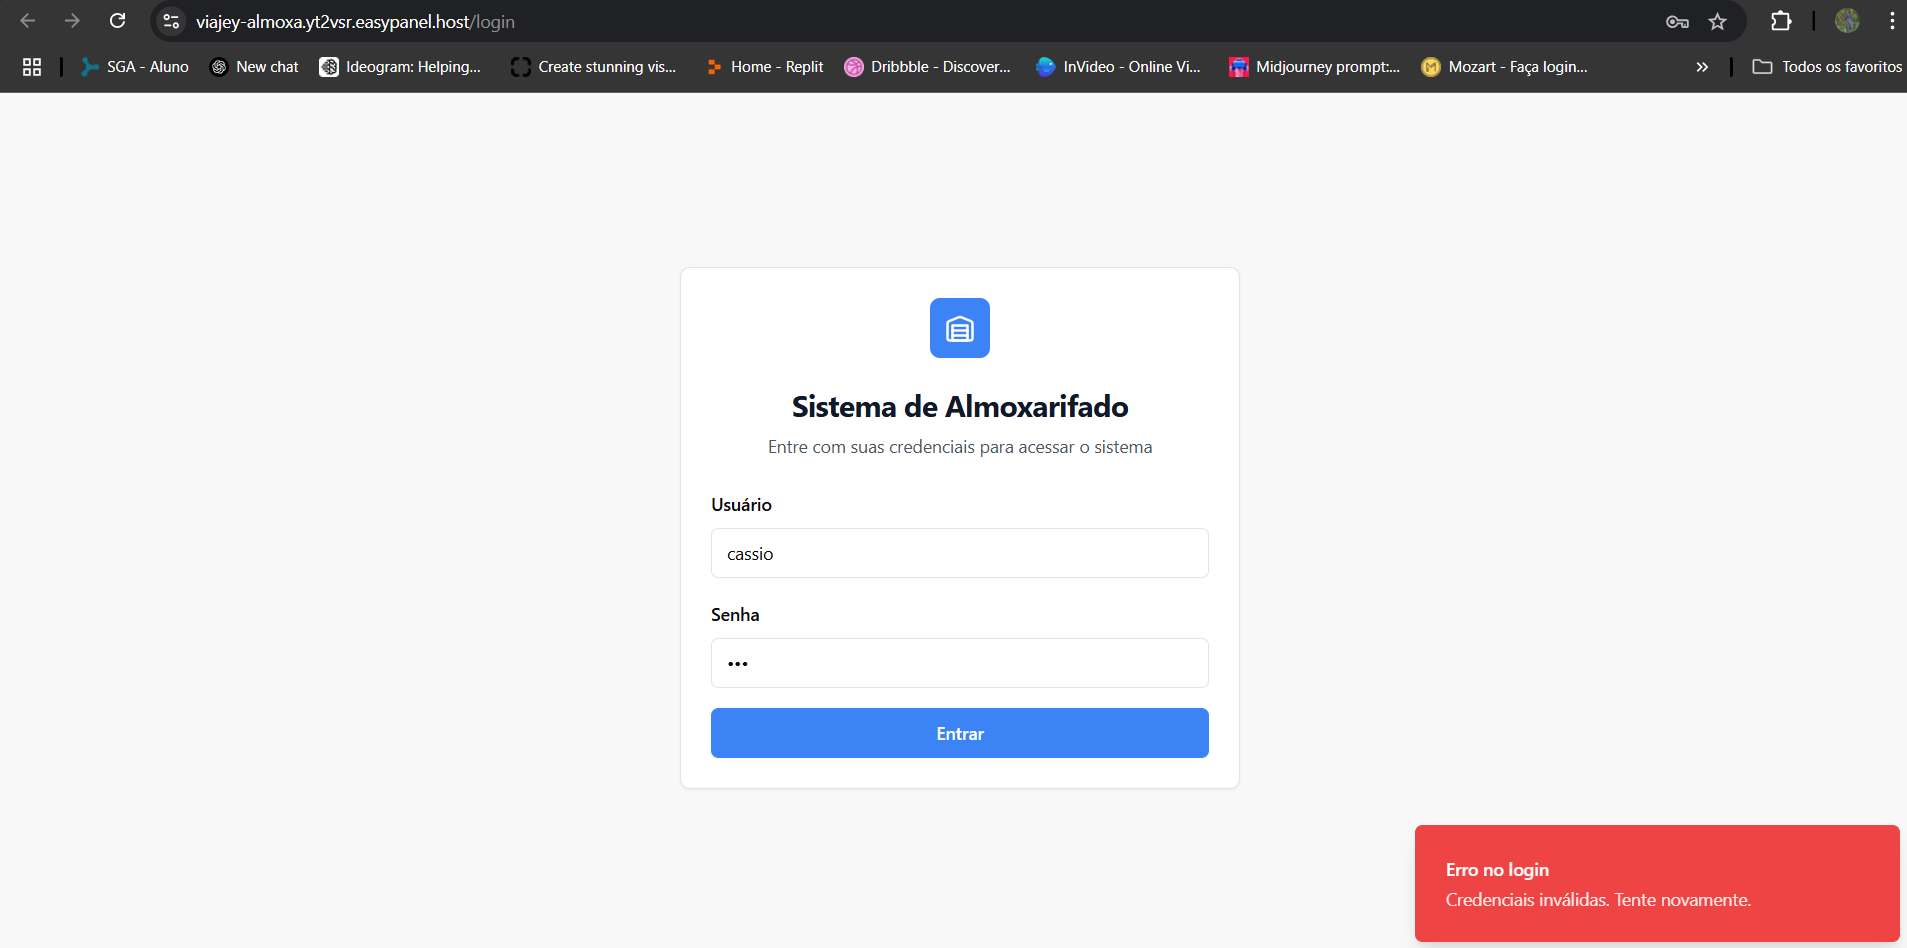 viajey-almoxa.yt2vsr.easypanel.host/login
SGA - Aluno
New chat
Ideogram: Helping...
Create stunning vis...
Home - Replit
Dribbble - Discover...
InVideo - Online Vi...
Midjourney prompt:...
Mozart - Faça login...
Todos os favoritos
Sistema de Almoxarifado
Entre com suas credenciais para acessar o sistema
Usuário
cassio
Senha
•••
Entrar
Erro no login
Credenciais inválidas. Tente novamente.